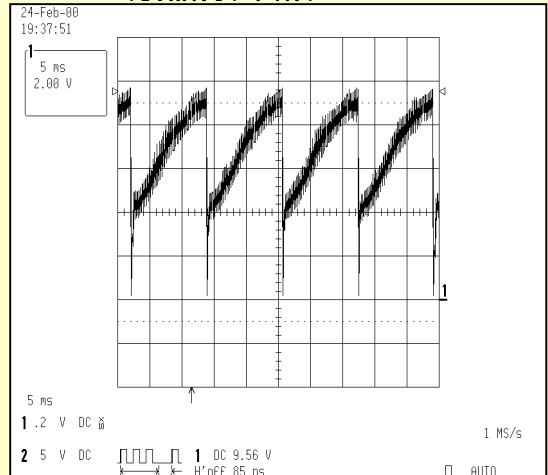 24-Feb-00
19:37:51
1
5 ms
2.00 V
1
5 ms
1 .2 V DC
1 MS/s
2 5 V DC
1 DC 9.56 V
H'off 85 ms
AUTO